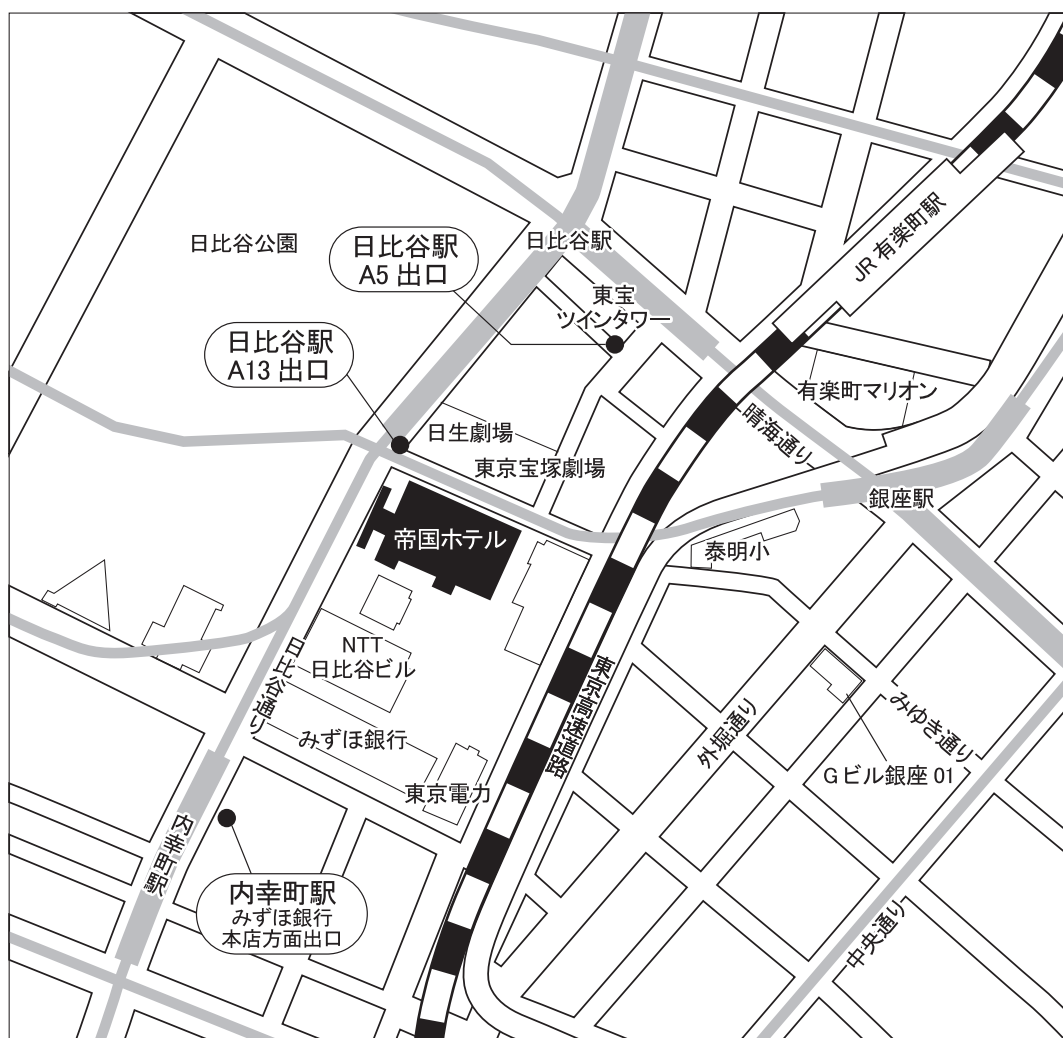 日比谷公園
日比谷駅
A5 出口
日比谷駅
東宝
ツインタワー
JR 有楽町駅
日比谷駅
A13 出口
有楽町マリオン
晴海通り
日生劇場
東京宝塚劇場
銀座駅
帝国ホテル
泰明小
NTT
日比谷ビル
日比谷通り
東京高速道路
みずほ銀行
外堀通り
みゆき通り
Gビル銀座 01
東京電力
内幸町駅
内幸町駅
みずほ銀行
本店方面出口
中央通り